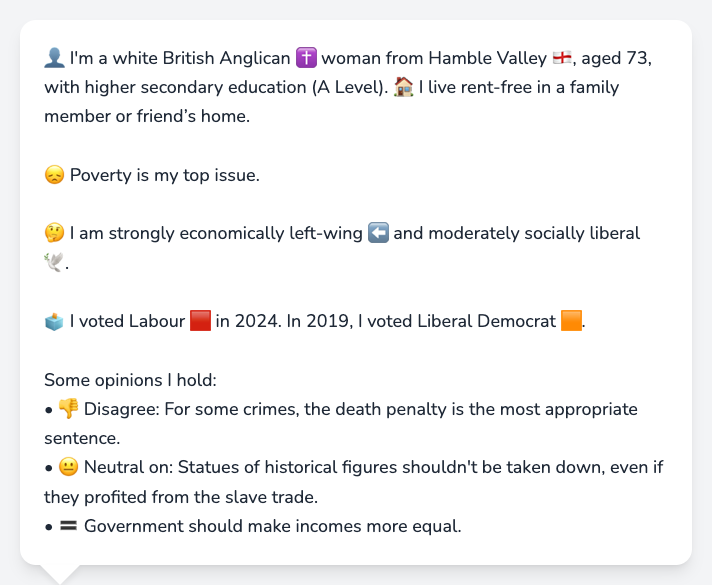 👤 I'm a white British Anglican ✝️ woman from Hamble Valley 🏴󠁧󠁢󠁥󠁮󠁧󠁿, aged 73,
with higher secondary education (A Level). 🏠 I live rent-free in a family
member or friend’s home.
😞 Poverty is my top issue.
🤔 I am strongly economically left-wing ⬅️ and moderately socially liberal
🕊️.
🗳️ I voted Labour 🟥 in 2024. In 2019, I voted Liberal Democrat 🟧.
Some opinions I hold:
• 👎 Disagree: For some crimes, the death penalty is the most appropriate
sentence.
• 😐 Neutral on: Statues of historical figures shouldn't be taken down, even if
they profited from the slave trade.
• 🟰 Government should make incomes more equal.